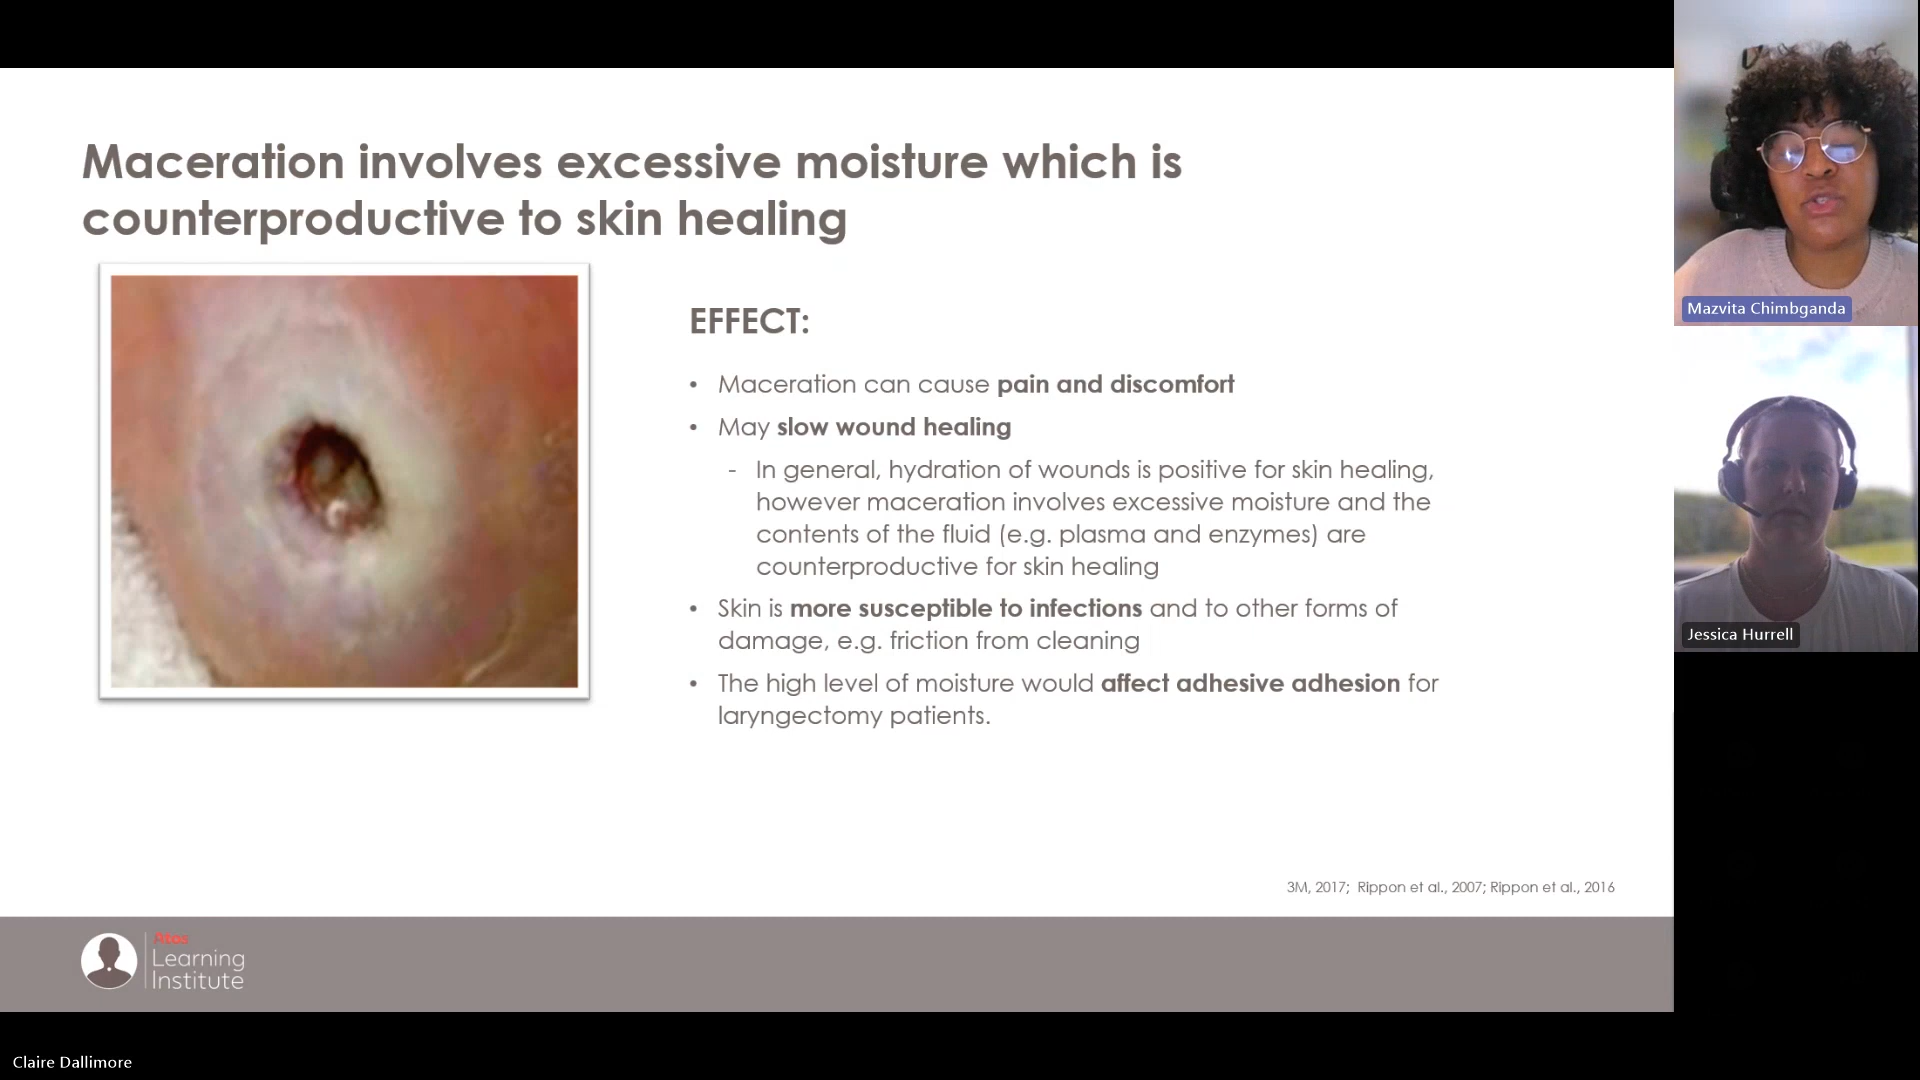 Maceration involves excessive moisture which is
counterproductive to skin healing
EFFECT:
• Maceration can cause pain and discomfort
• May slow wound healing
- In general, hydration of wounds is positive for skin healing,
however maceration involves excessive moisture and the
contents of the fluid (e.g. plasma and enzymes) are
counterproductive for skin healing
• Skin is more susceptible to infections and to other forms of
damage, e.g. friction from cleaning
• The high level of moisture would affect adhesive adhesion for
laryngectomy patients.
3M, 2017; Rippon et al., 2007; Rippon et al., 2016
Atos
Learning
Institute
Mazvita Chimbganda
Jessica Hurrell
Claire Dallimore